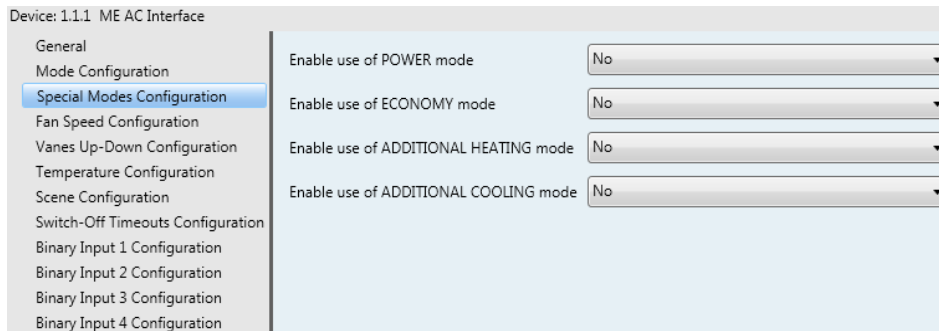 Device: 1.1.1 ME AC Interface
General
Mode Configuration
Special Modes Configuration
Fan Speed Configuration
Vanes Up-Down Configuration
Temperature Configuration
Scene Configuration
Switch-Off Timeouts Configuration
Binary Input 1 Configuration
Binary Input 2 Configuration
Binary Input 3 Configuration
Binary Input 4 Configuration
Enable use of POWER mode No
Enable use of ECONOMY mode No
Enable use of ADDITIONAL HEATING mode No
Enable use of ADDITIONAL COOLING mode No